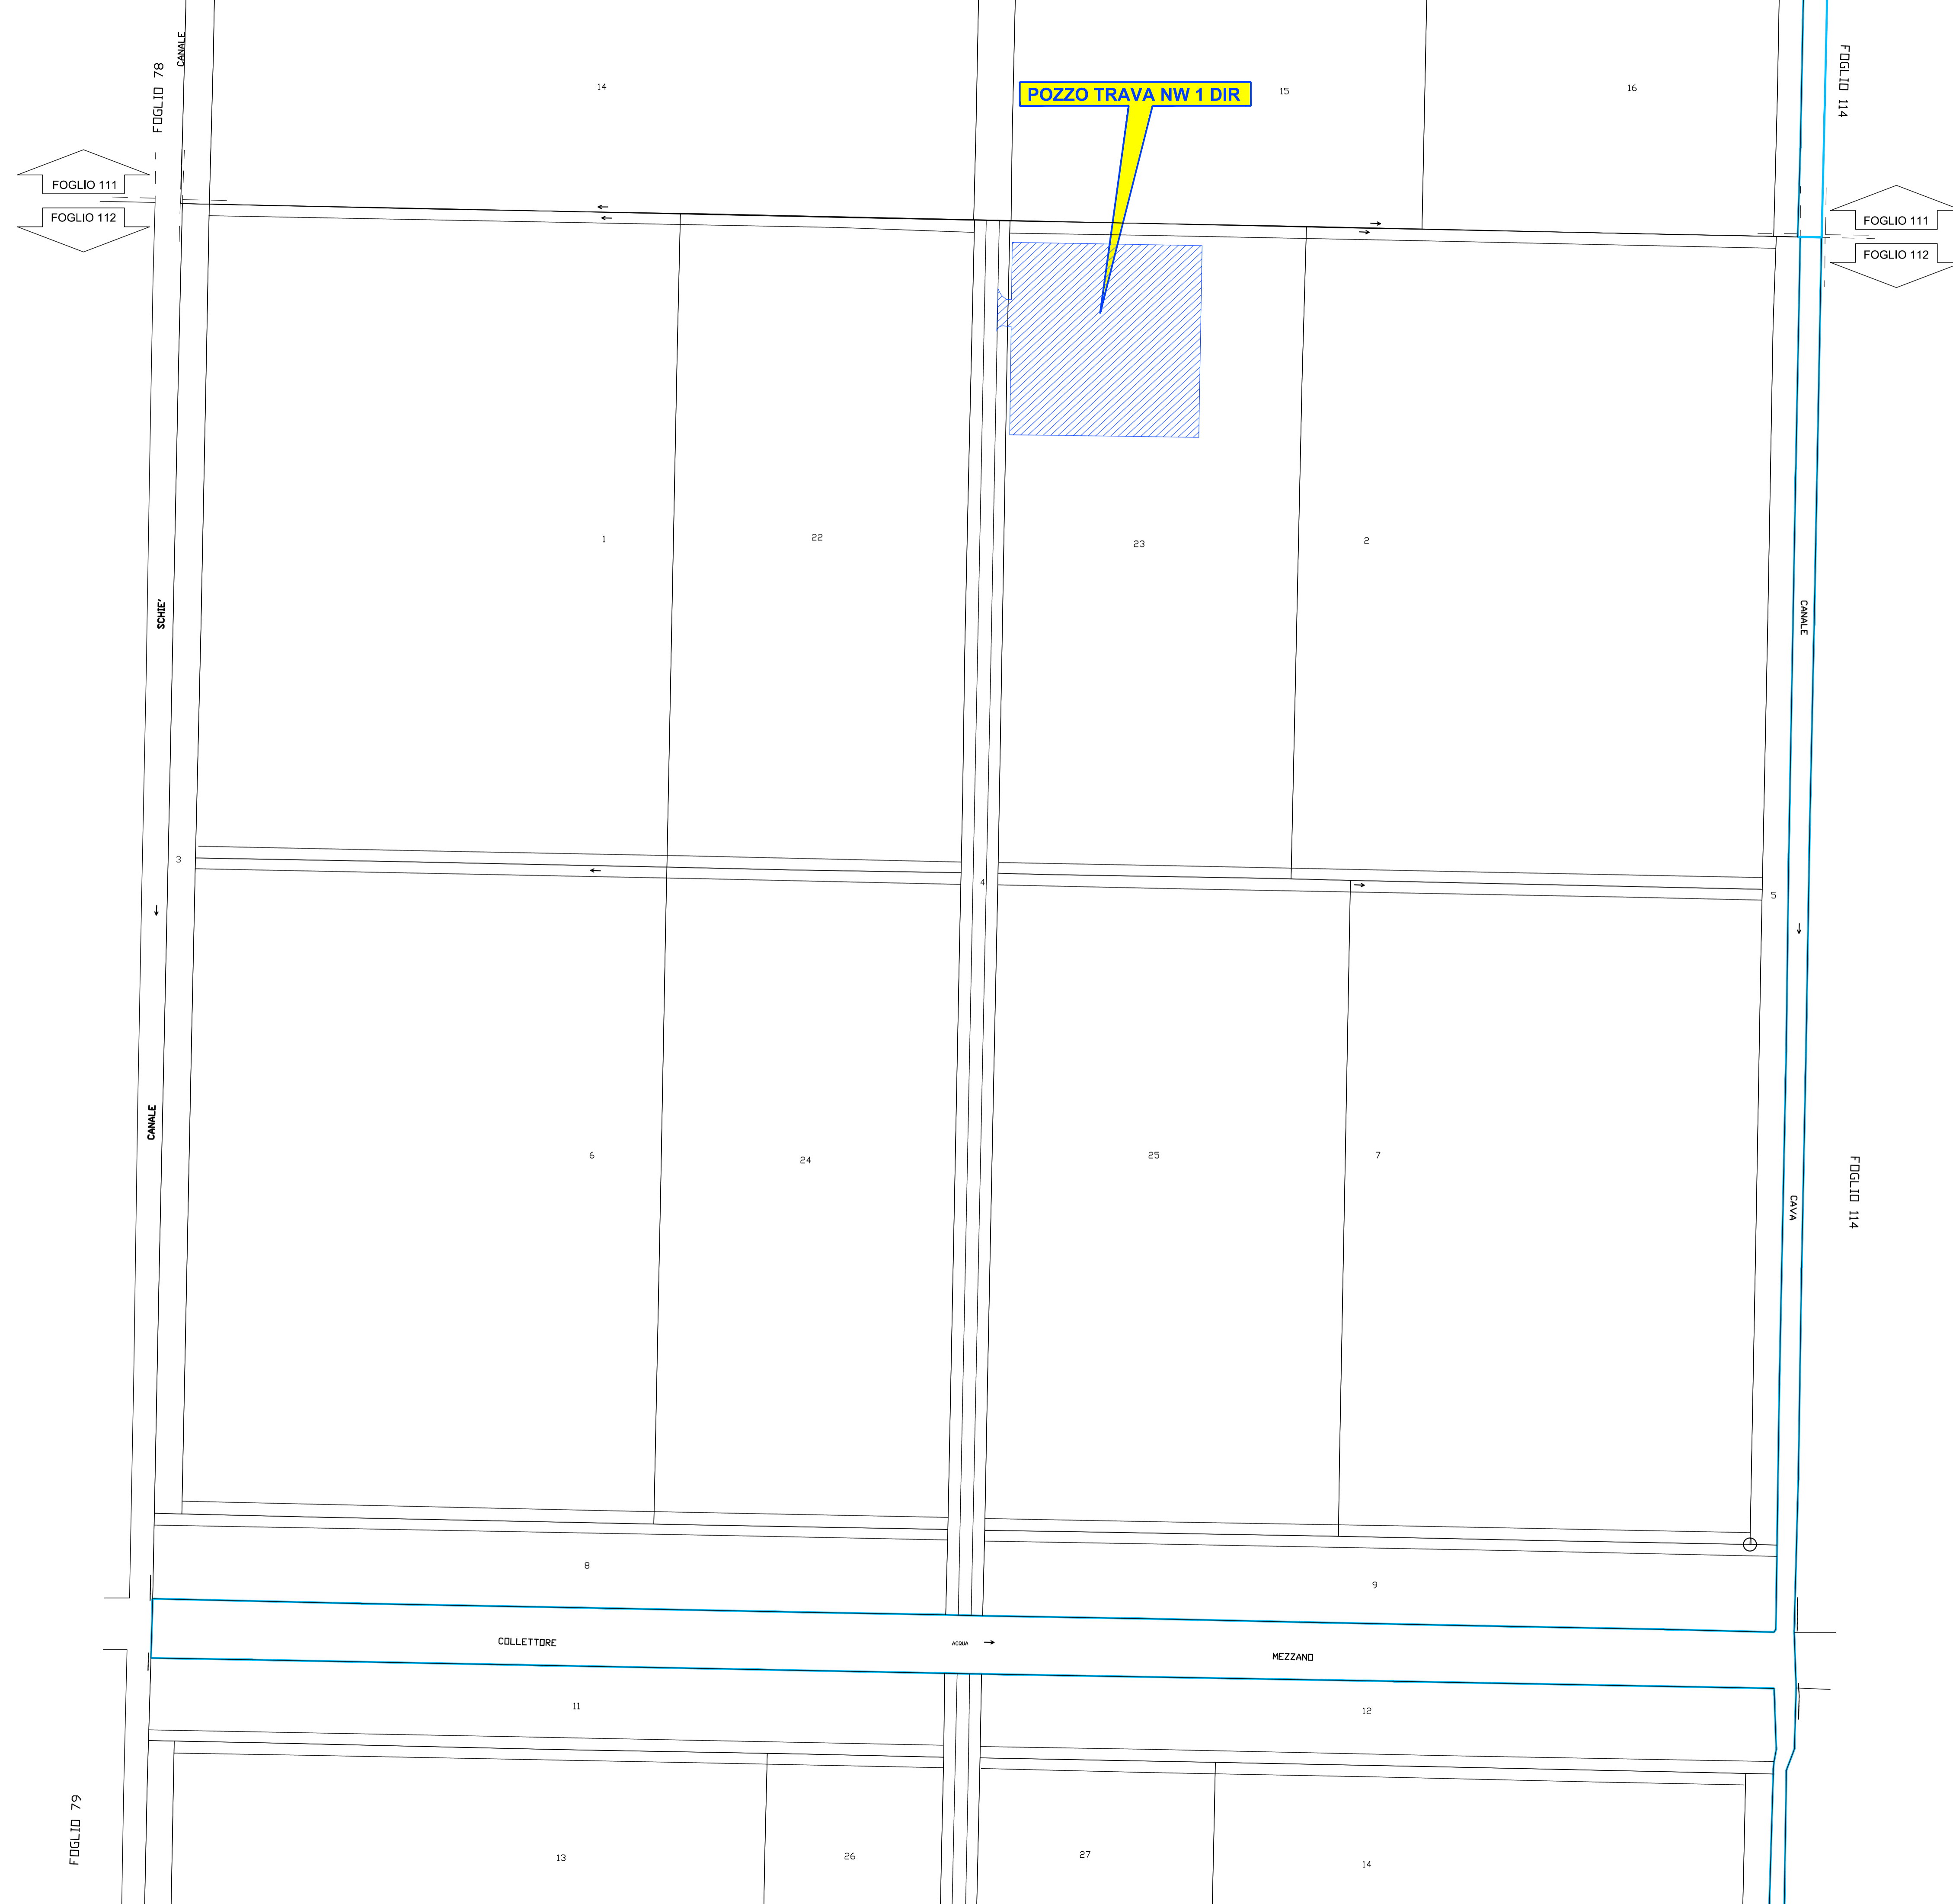 CANALE
FOGLIO 78
FOGLIO 114
14
POZZO TRAVA NW 1 DIR
15
16
FOGLIO 111
FOGLIO 112
FOGLIO 111
FOGLIO 112
1
22
23
2
SCHIE'
CANALE
3
4
5
CANALE
6
24
25
7
FOGLIO 114
CAVA
8
9
COLLETTORE
ACQUA
MEZZANO
11
12
FOGLIO 79
13
26
27
14